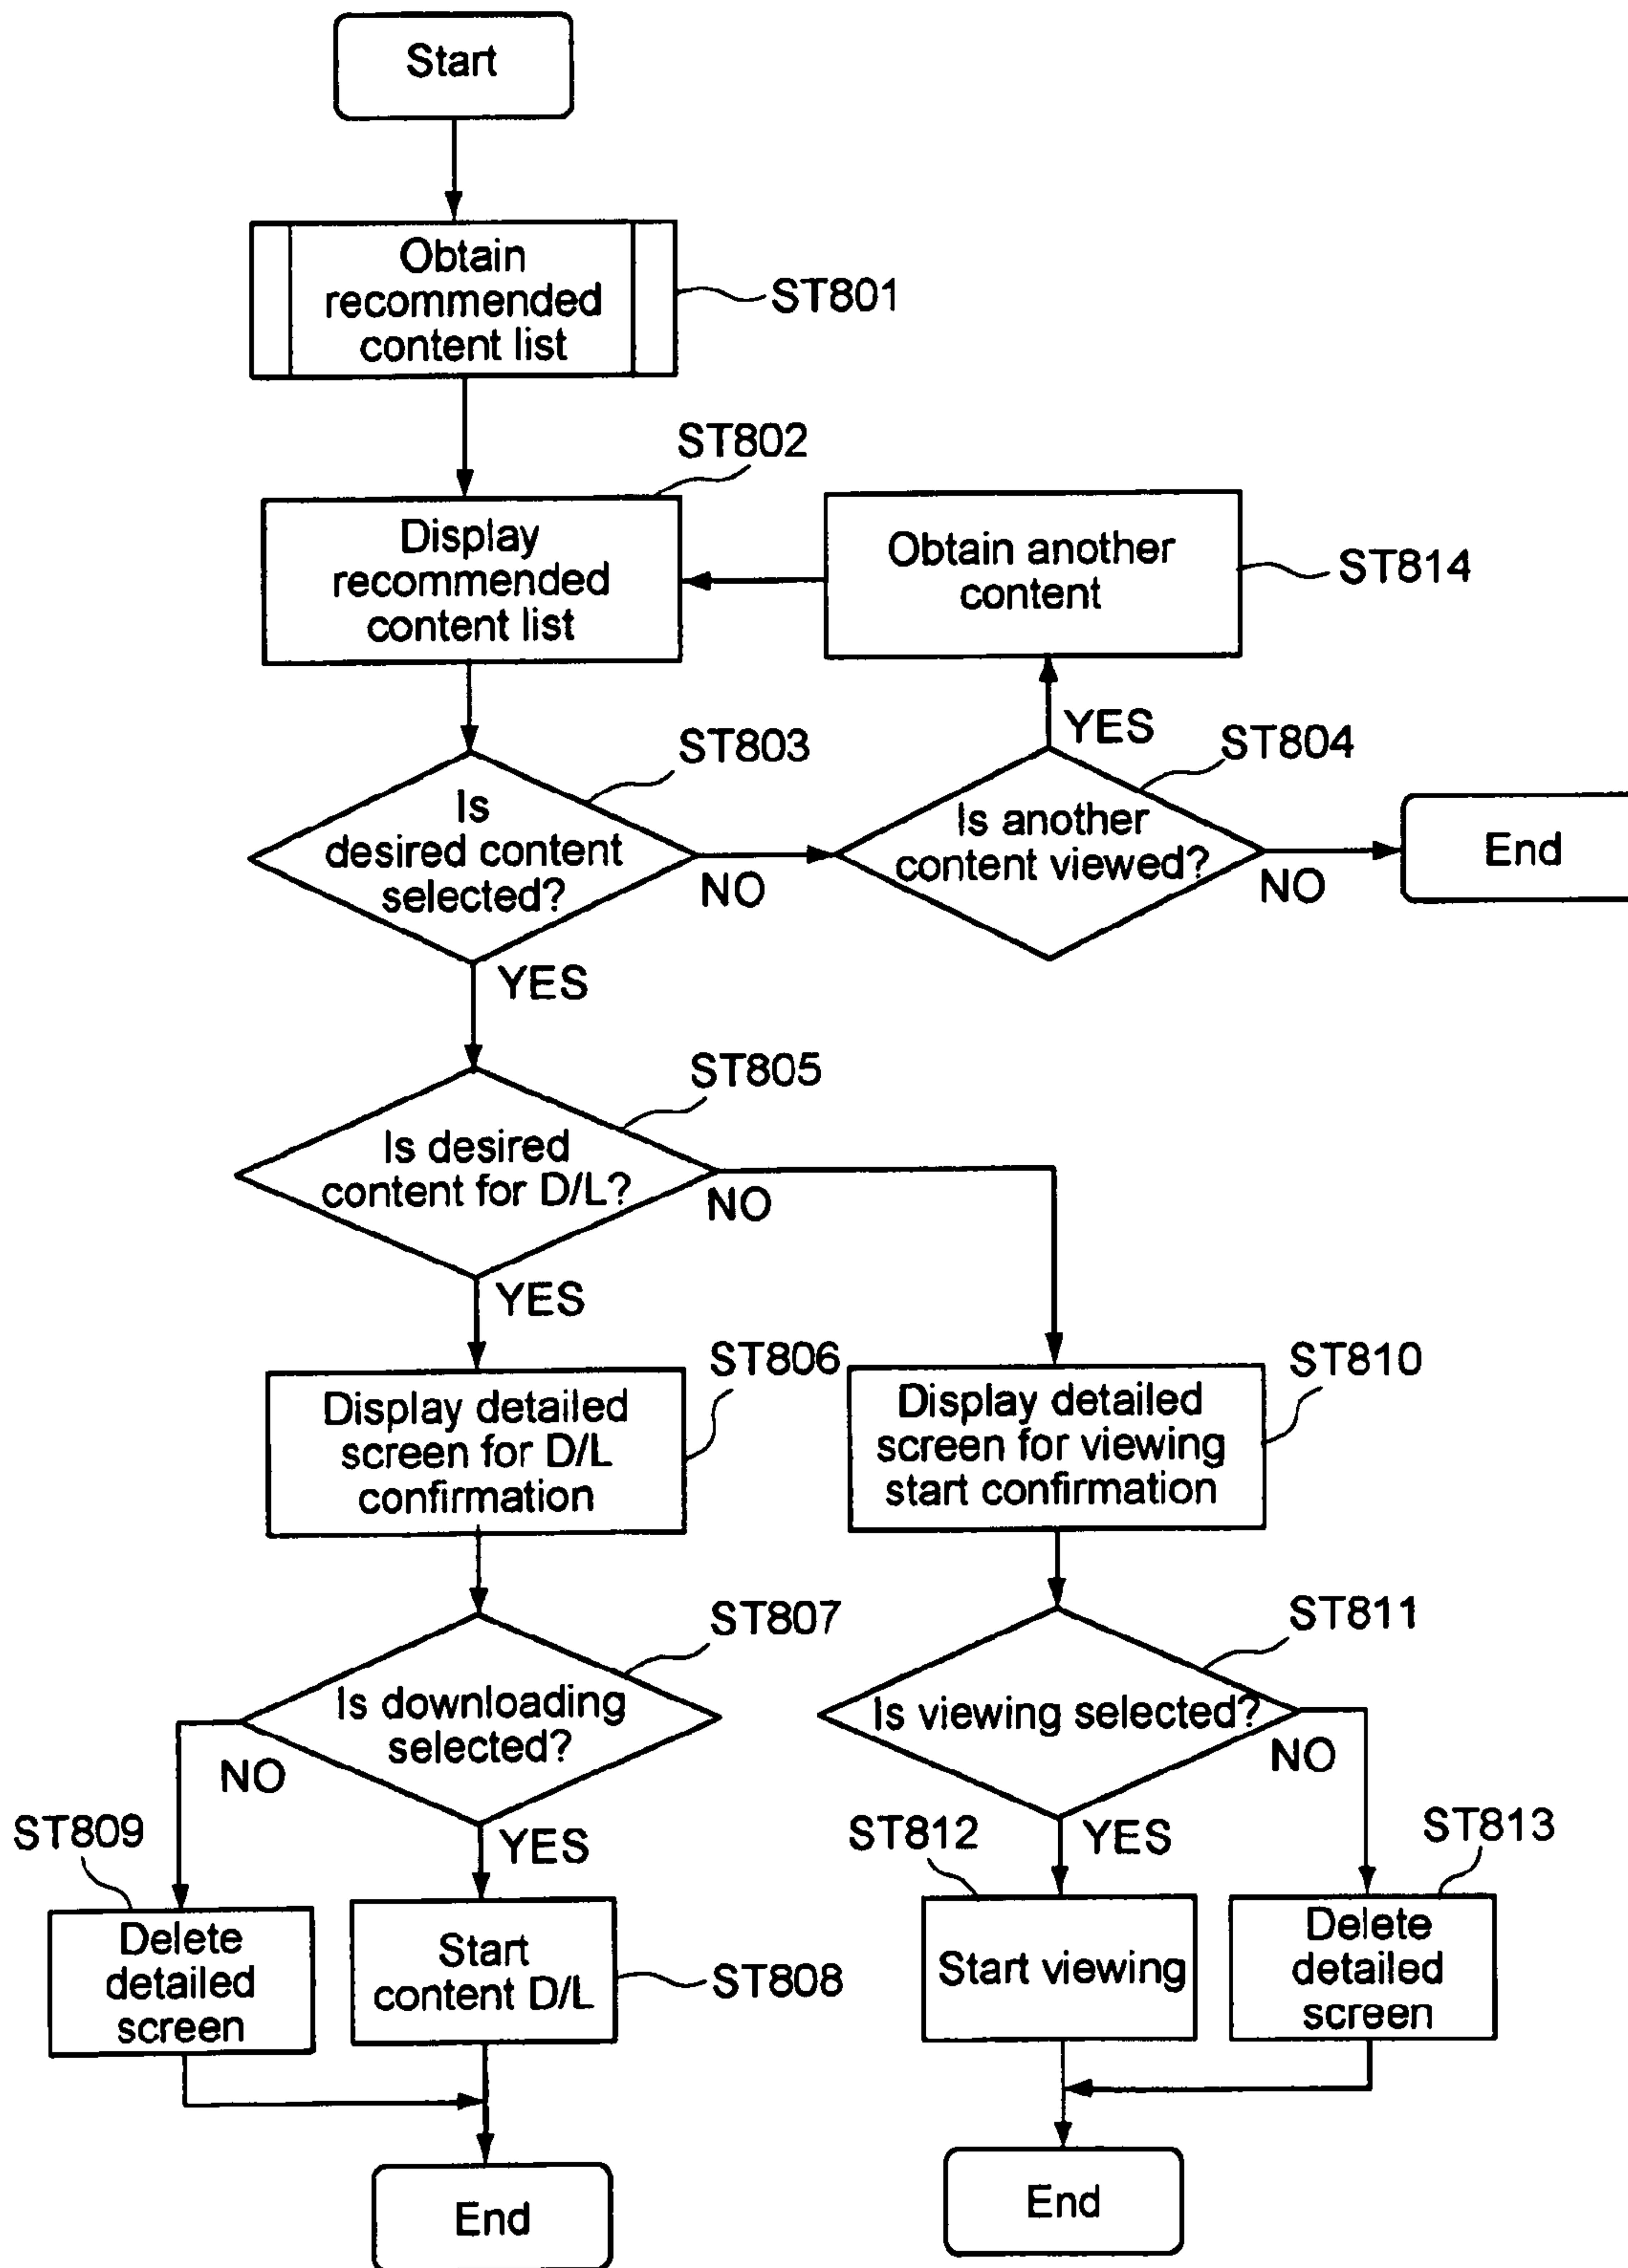 Start
Obtain
recommended
content list
ST801
ST802
Display
recommended
content list
Obtain another
content
ST814
YES
ST803
ST804
Is
desired content
selected?
NO
Is another
content viewed?
NO
End
YES
ST805
Is desired
content for D/L?
NO
YES
ST806
Display detailed
screen for D/L
confirmation
ST810
Display detailed
screen for viewing
start confirmation
ST807
Is downloading
selected?
NO
YES
ST811
Is viewing selected?
NO
YES
ST809
Delete
detailed
screen
Start
content D/L
ST808
ST812
Start viewing
ST813
Delete
detailed
screen
End
End